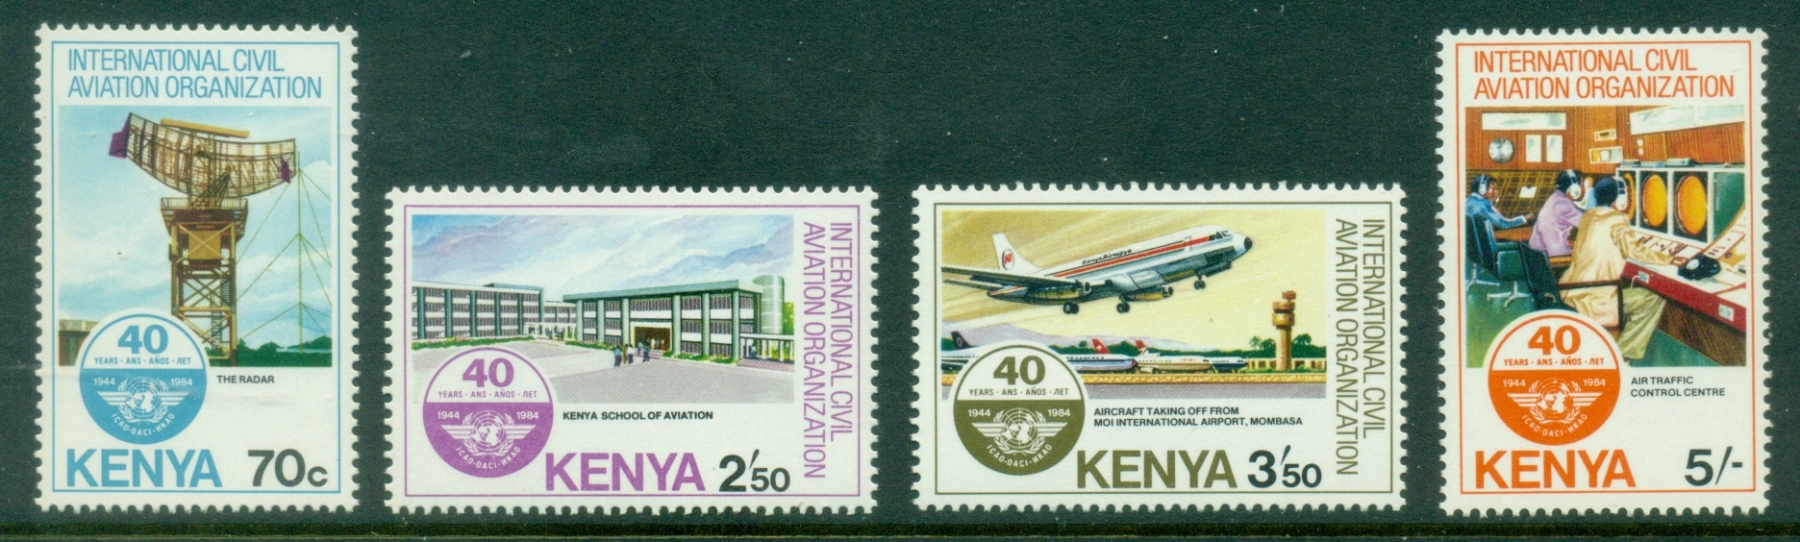 INTERNATIONAL CIVIL
AVIATION ORGANIZATION
40
YEARS - ANS - AÑOS - ЛЕТ
1944 1984
ICAO-OACI-ИКАО
THE RADAR
KENYA 70c
INTERNATIONAL CIVIL
AVIATION ORGANIZATION
40
YEARS - ANS - AÑOS - ЛЕТ
1944 1984
ICAO-OACI-ИКАО
KENYA SCHOOL OF AVIATION
KENYA 2/50
INTERNATIONAL CIVIL
AVIATION ORGANIZATION
Kenya Airways
40
YEARS - ANS - AÑOS - ЛЕТ
1944 1984
ICAO-OACI-ИКАО
AIRCRAFT TAKING OFF FROM
MOI INTERNATIONAL AIRPORT, MOMBASA
KENYA 3/50
INTERNATIONAL CIVIL
AVIATION ORGANIZATION
40
YEARS - ANS - AÑOS - ЛЕТ
1944 1984
ICAO-OACI-ИКАО
AIR TRAFFIC
CONTROL CENTRE
KENYA 5/-